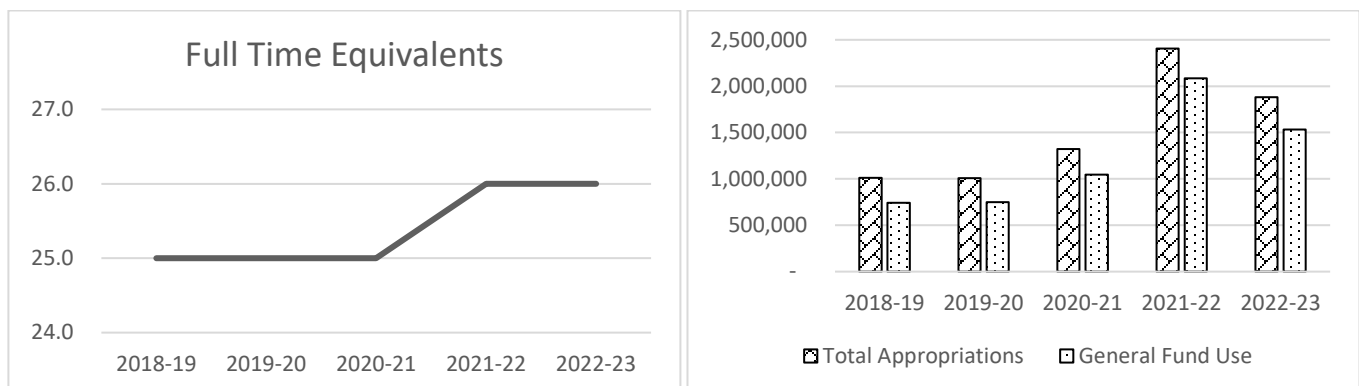 Full Time Equivalents
27.0
26.0
25.0
24.0
2018-19 2019-20 2020-21 2021-22 2022-23
2,500,000
2,000,000
1,500,000
1,000,000
500,000
-
2018-19 2019-20 2020-21 2021-22 2022-23
Total Appropriations General Fund Use